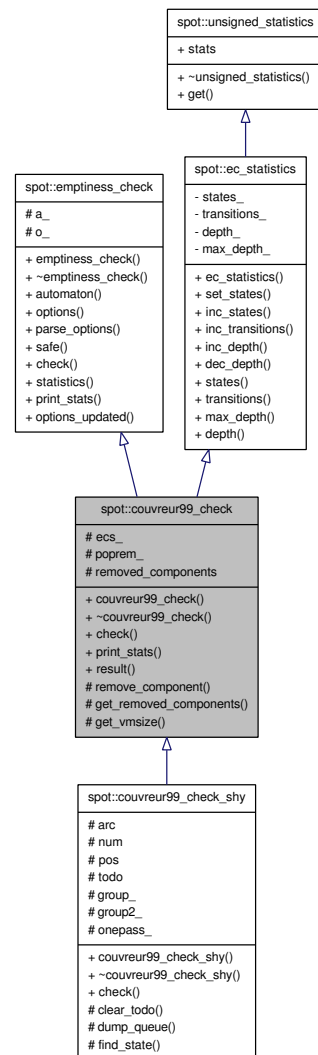 spot::unsigned_statistics
+ stats
+ ~unsigned_statistics()
+ get()
spot::emptiness_check
# a_
# o_
+ emptiness_check()
+ ~emptiness_check()
+ automaton()
+ options()
+ parse_options()
+ safe()
+ check()
+ statistics()
+ print_stats()
+ options_updated()
spot::ec_statistics
- states_
- transitions_
- depth_
- max_depth_
+ ec_statistics()
+ set_states()
+ inc_states()
+ inc_transitions()
+ inc_depth()
+ dec_depth()
+ states()
+ transitions()
+ max_depth()
+ depth()
spot::couvreur99_check
# ecs_
# poprem_
# removed_components
+ couvreur99_check()
+ ~couvreur99_check()
+ check()
+ print_stats()
+ result()
# remove_component()
# get_removed_components()
# get_vmsize()
spot::couvreur99_check_shy
# arc
# num
# pos
# todo
# group_
# group2_
# onepass_
+ couvreur99_check_shy()
+ ~couvreur99_check_shy()
+ check()
# clear_todo()
# dump_queue()
# find_state()